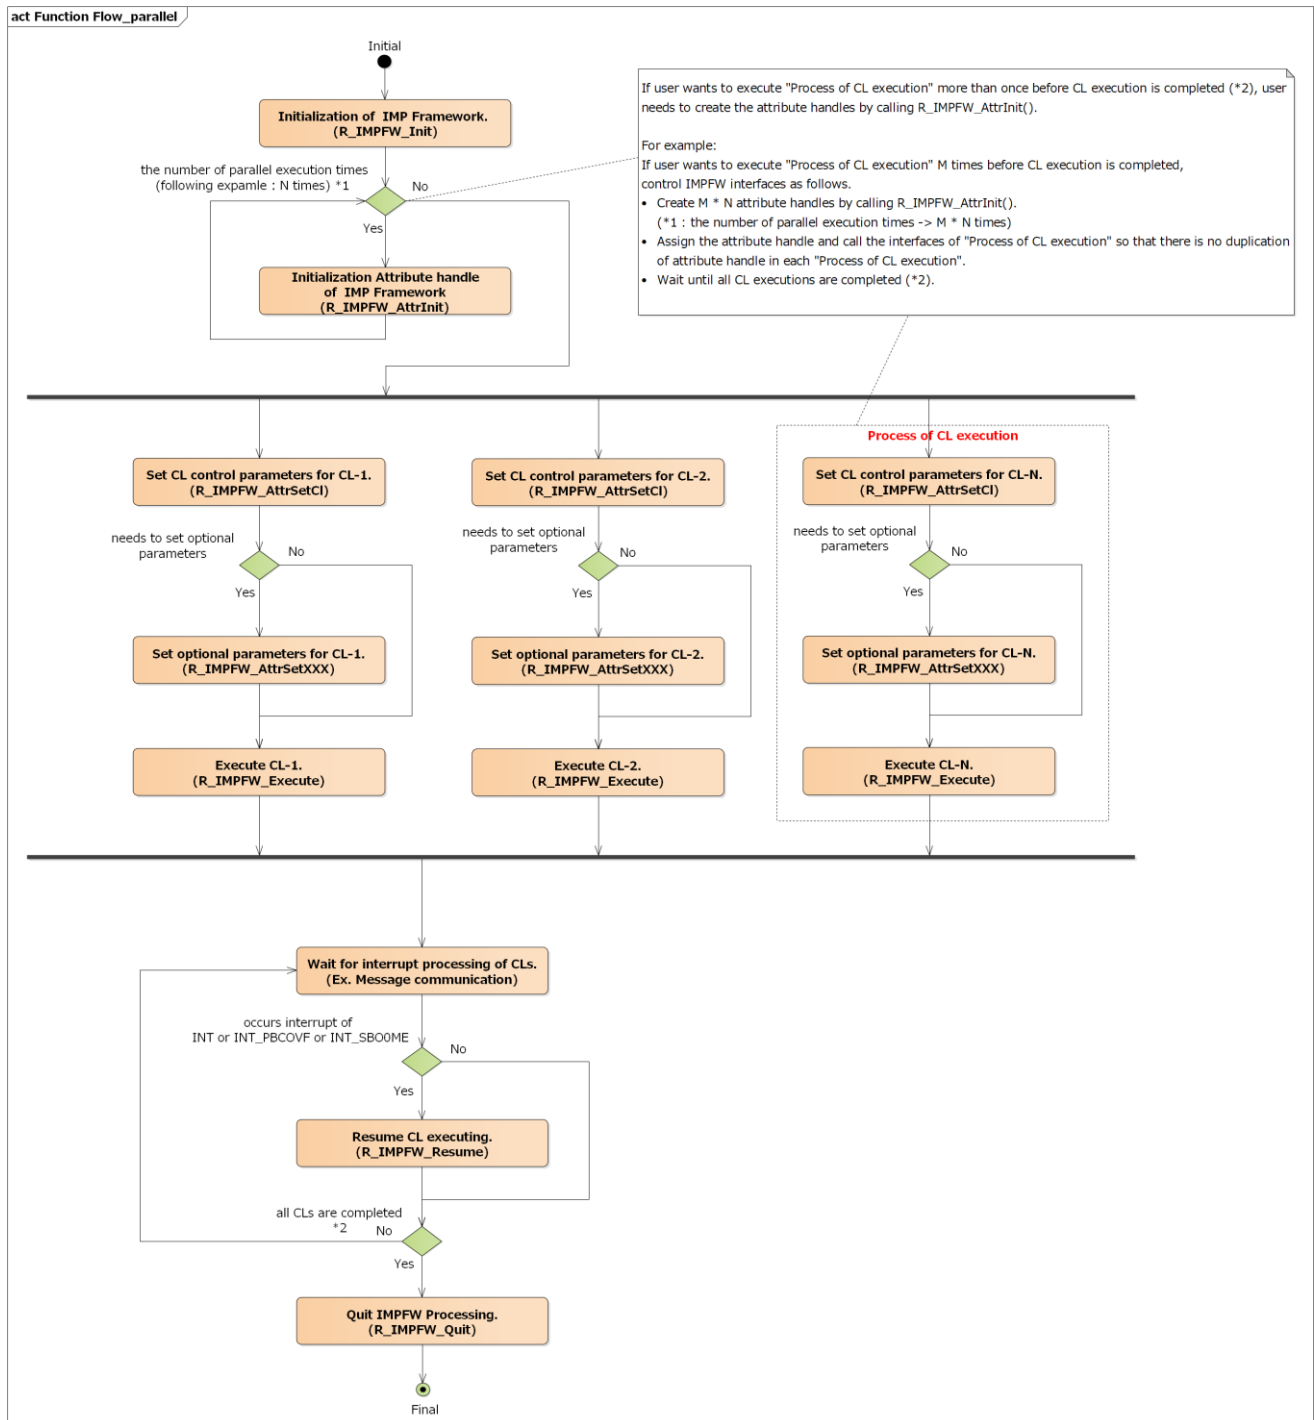 act Function Flow_parallel
Initial
Initialization of IMP Framework.
(R_IMPFW_Init)
the number of parallel execution times
(following expamle : N times) *1
No
Yes
Initialization Attribute handle
of IMP Framework
(R_IMPFW_AttrInit)
If user wants to execute "Process of CL execution" more than once before CL execution is completed (*2), user
needs to create the attribute handles by calling R_IMPFW_AttrInit().
For example:
If user wants to execute "Process of CL execution" M times before CL execution is completed,
control IMPFW interfaces as follows.
• Create M * N attribute handles by calling R_IMPFW_AttrInit().
(*1 : the number of parallel execution times -> M * N times)
• Assign the attribute handle and call the interfaces of "Process of CL execution" so that there is no duplication
of attribute handle in each "Process of CL execution".
• Wait until all CL executions are completed (*2).
Set CL control parameters for CL-1.
(R_IMPFW_AttrSetCl)
needs to set optional
parameters
No
Yes
Set optional parameters for CL-1.
(R_IMPFW_AttrSetXXX)
Execute CL-1.
(R_IMPFW_Execute)
Set CL control parameters for CL-2.
(R_IMPFW_AttrSetCl)
needs to set optional
parameters
No
Yes
Set optional parameters for CL-2.
(R_IMPFW_AttrSetXXX)
Execute CL-2.
(R_IMPFW_Execute)
Process of CL execution
Set CL control parameters for CL-N.
(R_IMPFW_AttrSetCl)
needs to set optional
parameters
No
Yes
Set optional parameters for CL-N.
(R_IMPFW_AttrSetXXX)
Execute CL-N.
(R_IMPFW_Execute)
Wait for interrupt processing of CLs.
(Ex. Message communication)
occurs interrupt of
INT or INT_PBCOVF or INT_SBO0ME
No
Yes
Resume CL executing.
(R_IMPFW_Resume)
all CLs are completed
*2
No
Yes
Quit IMPFW Processing.
(R_IMPFW_Quit)
Final